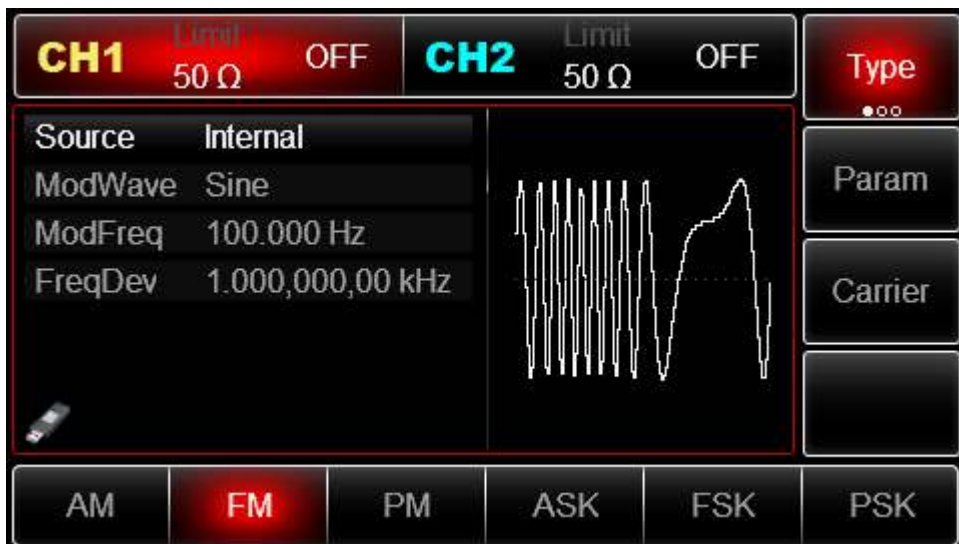 CH1 Limit 50 Ω OFF
CH2 Limit 50 Ω OFF
Type
Source Internal
ModWave Sine
ModFreq 100.000 Hz
FreqDev 1.000,000,00 kHz
Param
Carrier
AM FM PM ASK FSK PSK